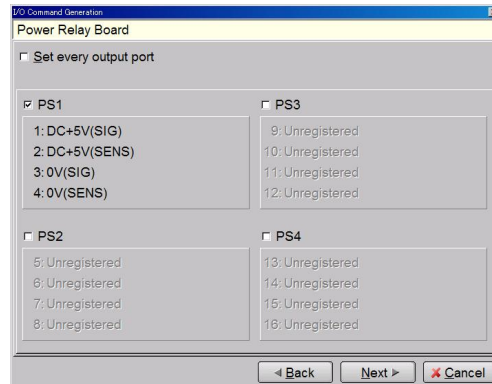 I/O Command Generation
Power Relay Board
Set every output port
PS1
1: DC+5V(SIG)
2: DC+5V(SENS)
3: 0V(SIG)
4: 0V(SENS)
PS3
9: Unregistered
10: Unregistered
11: Unregistered
12: Unregistered
PS2
5: Unregistered
6: Unregistered
7: Unregistered
8: Unregistered
PS4
13: Unregistered
14: Unregistered
15: Unregistered
16: Unregistered
Back
Next
Cancel